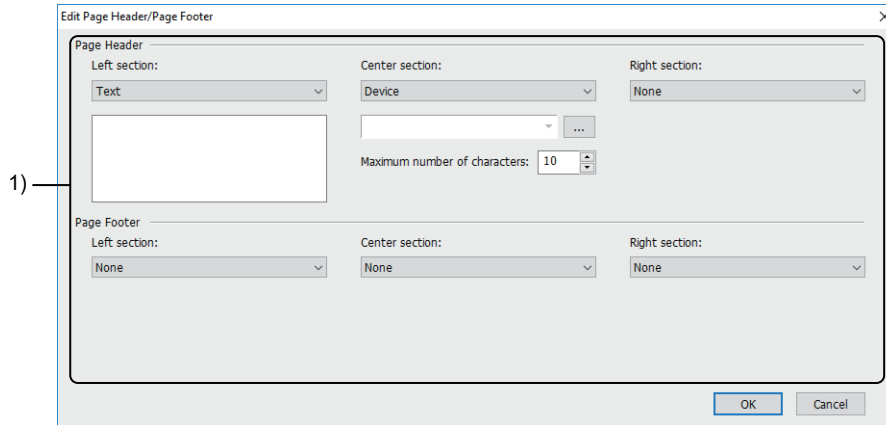 Edit Page Header/Page Footer
Page Header
Left section: Center section: Right section:
Text Device None
...
Maximum number of characters: 10
1)
Page Footer
Left section: Center section: Right section:
None None None
OK Cancel